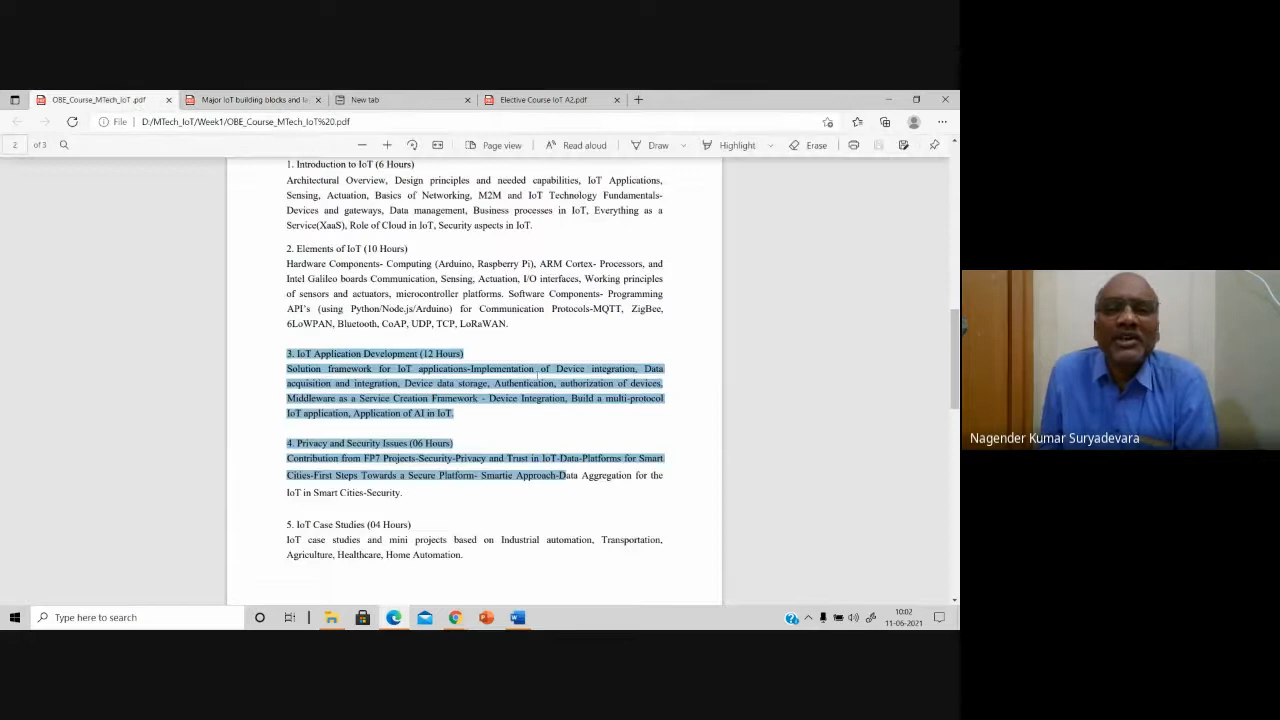 OBE_Course_MTech_IoT .pdf
Major IoT building blocks and la
New tab
Elective Course IoT A2.pdf
File
D:/MTech_IoT/Week1/OBE_Course_MTech_IoT%20.pdf
2 of 3
Page view
Read aloud
Draw
Highlight
Erase
1. Introduction to IoT (6 Hours)
Architectural Overview, Design principles and needed capabilities, IoT Applications,
Sensing, Actuation, Basics of Networking, M2M and IoT Technology Fundamentals-
Devices and gateways, Data management, Business processes in IoT, Everything as a
Service(XaaS), Role of Cloud in IoT, Security aspects in IoT.
2. Elements of IoT (10 Hours)
Hardware Components- Computing (Arduino, Raspberry Pi), ARM Cortex- Processors, and
Intel Galileo boards Communication, Sensing, Actuation, I/O interfaces, Working principles
of sensors and actuators, microcontroller platforms. Software Components- Programming
API's (using Python/Node.js/Arduino) for Communication Protocols-MQTT, ZigBee,
6LoWPAN, Bluetooth, CoAP, UDP, TCP, LoRaWAN.
3. IoT Application Development (12 Hours)
Solution framework for IoT applications-Implementation of Device integration, Data
acquisition and integration, Device data storage, Authentication, authorization of devices,
Middleware as a Service Creation Framework - Device Integration, Build a multi-protocol
IoT application, Application of AI in IoT.
4. Privacy and Security Issues (06 Hours)
Contribution from FP7 Projects-Security-Privacy and Trust in IoT-Data-Platforms for Smart
Cities-First Steps Towards a Secure Platform- Smartie Approach-Data Aggregation for the
IoT in Smart Cities-Security.
5. IoT Case Studies (04 Hours)
IoT case studies and mini projects based on Industrial automation, Transportation,
Agriculture, Healthcare, Home Automation.
Nagender Kumar Suryadevara
Type here to search
10:02
11-06-2021